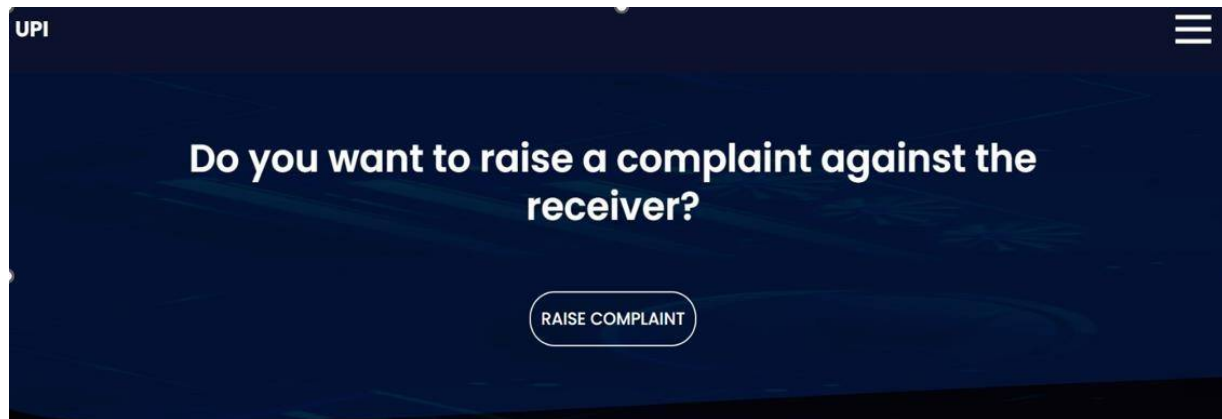 UPI
Do you want to raise a complaint against the
receiver?
RAISE COMPLAINT